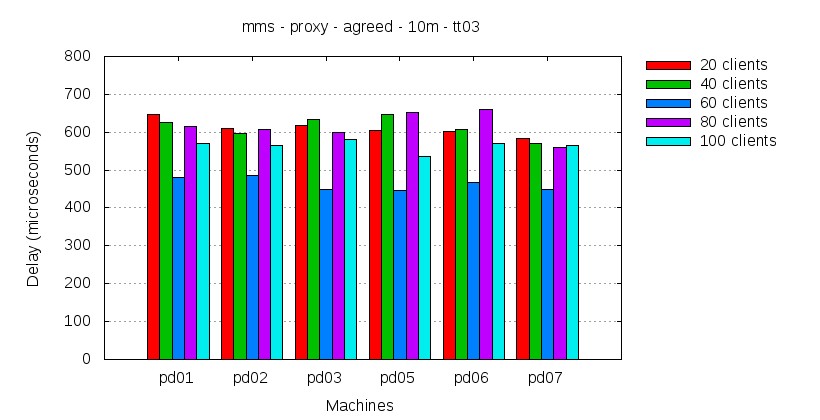 mms - proxy - agreed - 10m - tt03
800
700
600
500
400
300
200
100
0
Delay (microseconds)
pd01 pd02 pd03 pd05 pd06 pd07
Machines
20 clients
40 clients
60 clients
80 clients
100 clients